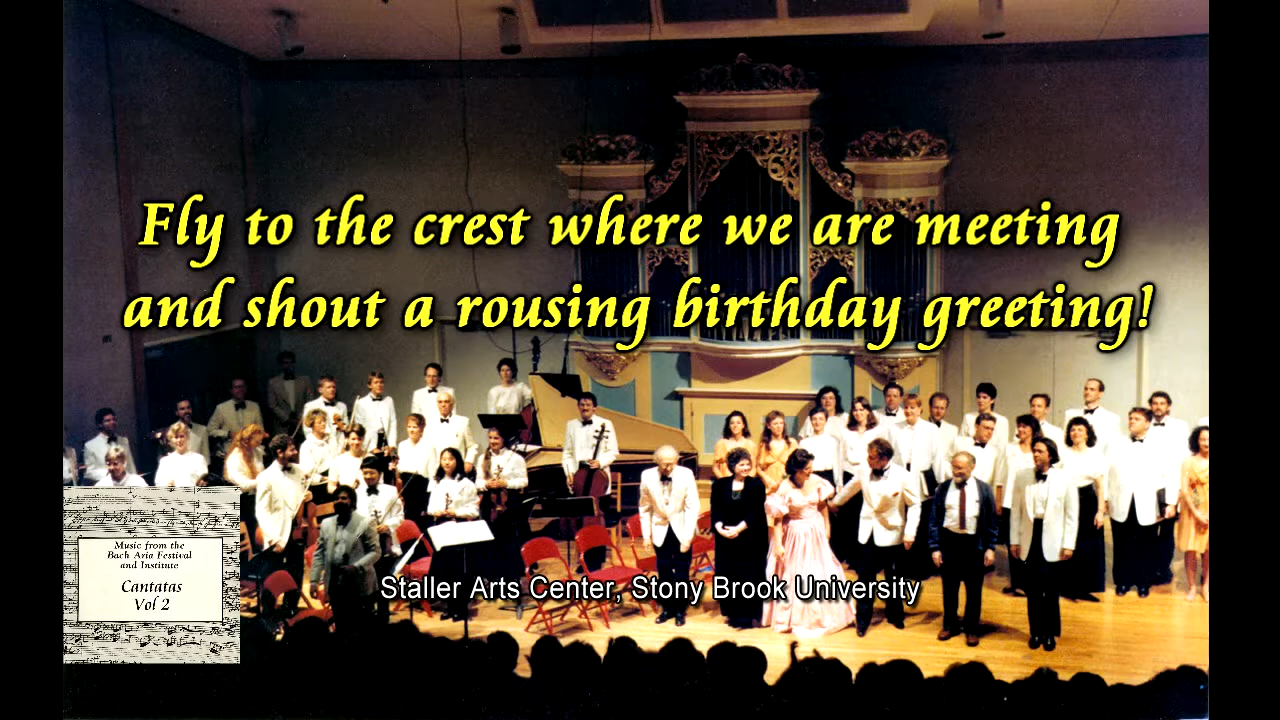 Fly to the crest where we are meeting
and shout a rousing birthday greeting!
Music from the
Bach Aria Festival
and Institute
Cantatas
Vol 2
Staller Arts Center, Stony Brook University